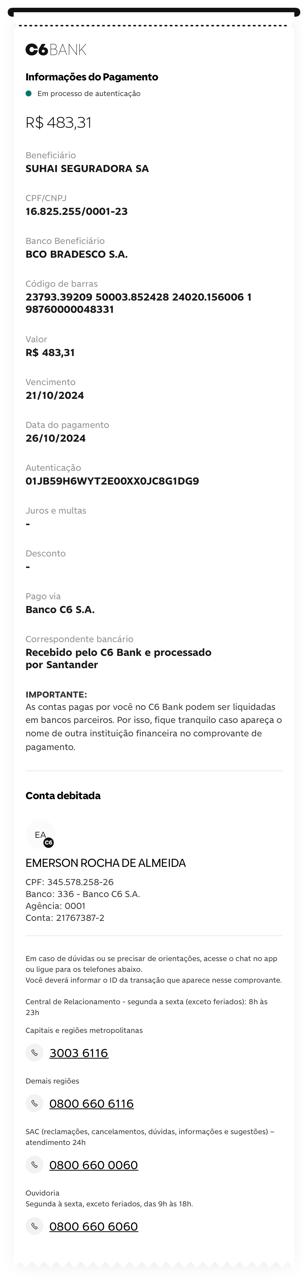 C6BANK
Informações do Pagamento
Em processo de autenticação
R$ 483,31
Beneficiário
SUHAI SEGURADORA SA
CPF/CNPJ
16.825.255/0001-23
Banco Beneficiário
BCO BRADESCO S.A.
Código de barras
23793.39209 50003.852428 24020.156006 1
98760000048331
Valor
R$ 483,31
Vencimento
21/10/2024
Data do pagamento
26/10/2024
Autenticação
01JB59H6WYT2E00XX0JC8G1DG9
Juros e multas
-
Desconto
-
Pago via
Banco C6 S.A.
Correspondente bancário
Recebido pelo C6 Bank e processado
por Santander
IMPORTANTE:
As contas pagas por você no C6 Bank podem ser liquidadas
em bancos parceiros. Por isso, fique tranquilo caso apareça o
nome de outra instituição financeira no comprovante de
pagamento.
Conta debitada
EA
C6
EMERSON ROCHA DE ALMEIDA
CPF: 345.578.258-26
Banco: 336 - Banco C6 S.A.
Agência: 0001
Conta: 21767387-2
Em caso de dúvidas ou se precisar de orientações, acesse o chat no app
ou ligue para os telefones abaixo.
Você deverá informar o ID da transação que aparece nesse comprovante.
Central de Relacionamento - segunda a sexta (exceto feriados): 8h às
23h
Capitais e regiões metropolitanas
3003 6116
Demais regiões
0800 660 6116
SAC (reclamações, cancelamentos, dúvidas, informações e sugestões) –
atendimento 24h
0800 660 0060
Ouvidoria
Segunda à sexta, exceto feriados, das 9h às 18h.
0800 660 6060